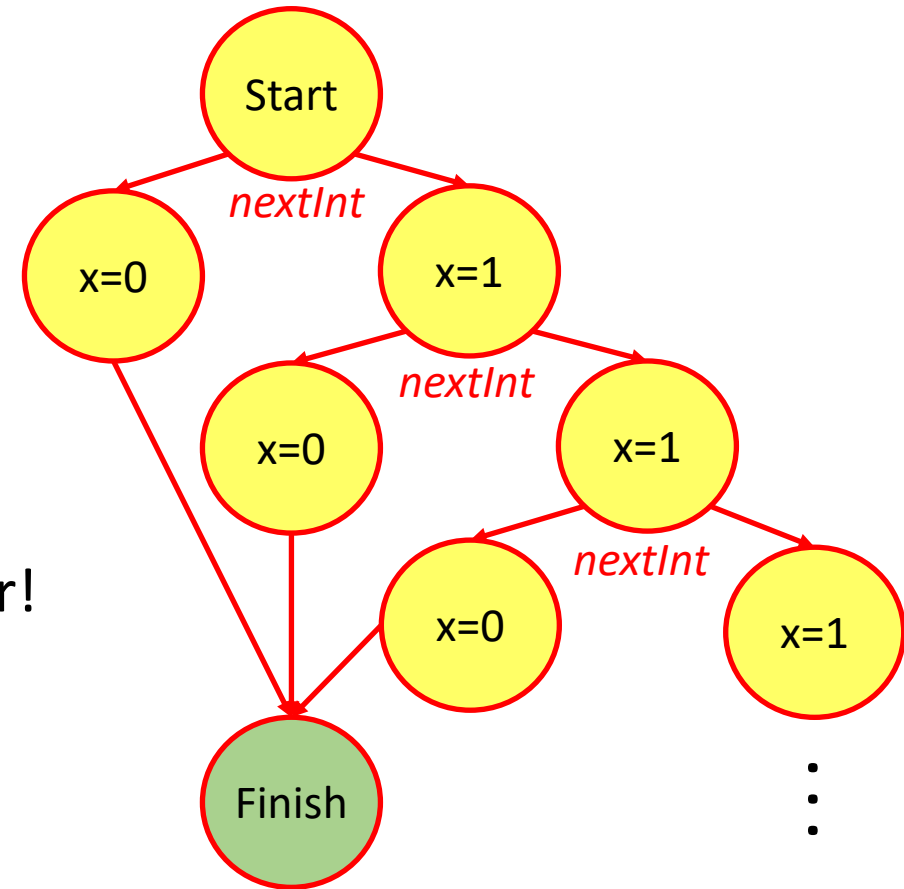 Start
nextInt
x=0
x=1
nextInt
x=0
x=1
nextInt
r!
x=0
x=1
Finish